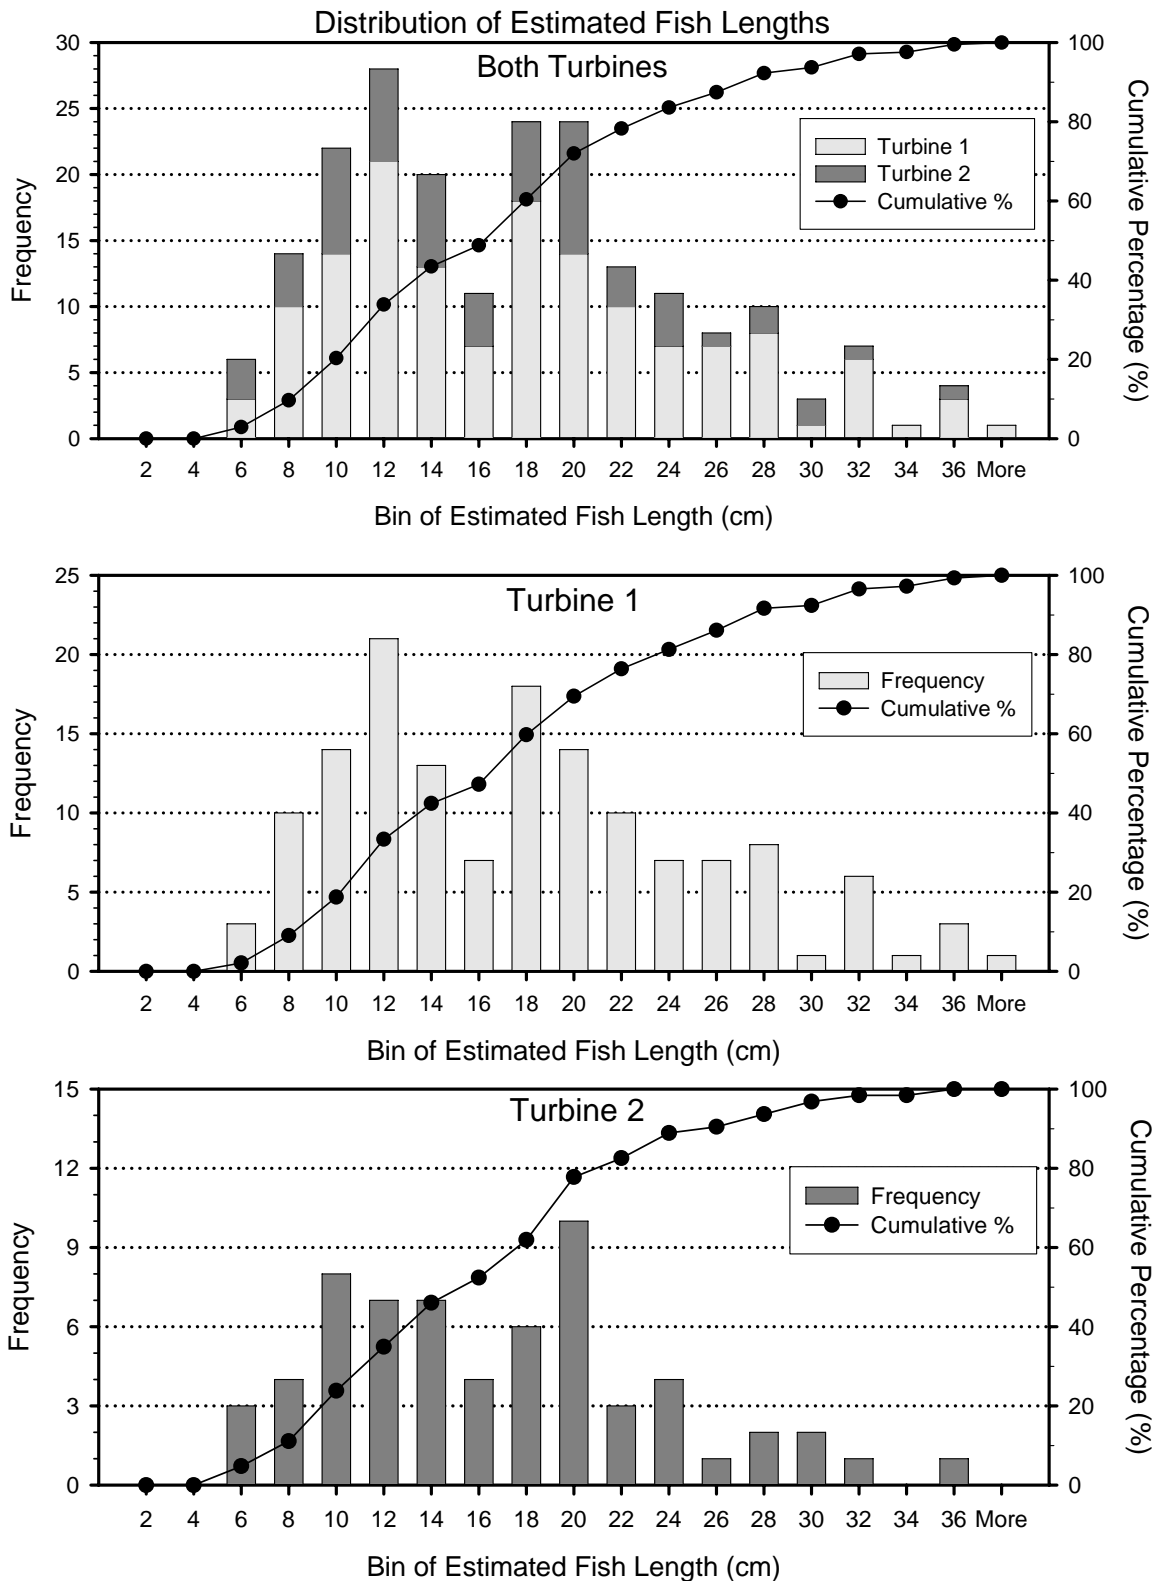 Distribution of Estimated Fish Lengths
Both Turbines
30
25
20
15
10
5
0
Frequency
100
80
60
40
20
0
Cumulative Percentage (%)
Turbine 1
Turbine 2
Cumulative %
2 4 6 8 10 12 14 16 18 20 22 24 26 28 30 32 34 36 More
Bin of Estimated Fish Length (cm)
Turbine 1
25
20
15
10
5
0
Frequency
100
80
60
40
20
0
Cumulative Percentage (%)
Frequency
Cumulative %
2 4 6 8 10 12 14 16 18 20 22 24 26 28 30 32 34 36 More
Bin of Estimated Fish Length (cm)
Turbine 2
15
12
9
6
3
0
Frequency
100
80
60
40
20
0
Cumulative Percentage (%)
Frequency
Cumulative %
2 4 6 8 10 12 14 16 18 20 22 24 26 28 30 32 34 36 More
Bin of Estimated Fish Length (cm)